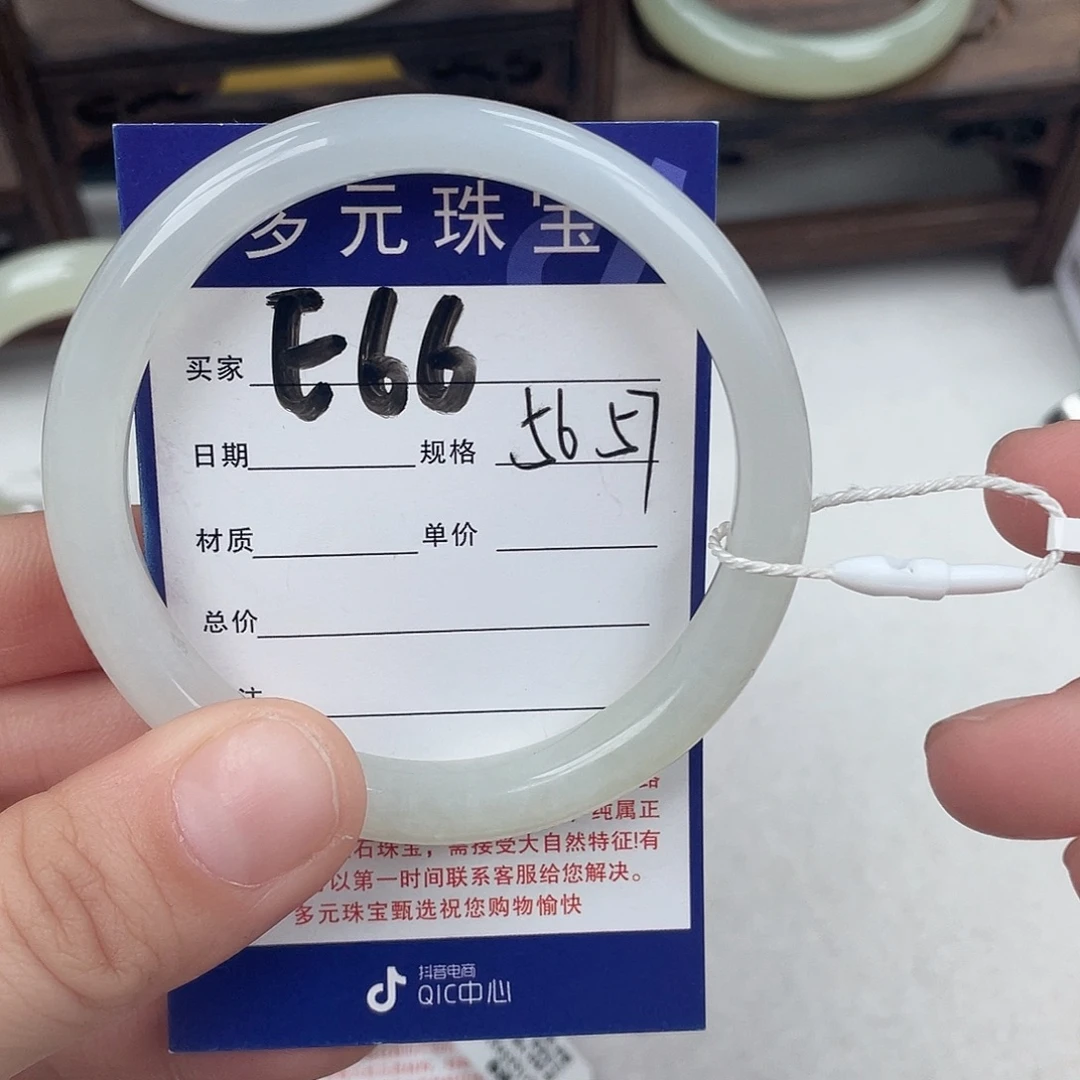 多元珠宝
买家 E66
日期 规格 56 57
材质 单价
总价
注
路
，纯属正
石珠宝，需接受大自然特征!有
以第一时间联系客服给您解决。
多元珠宝甄选祝您购物愉快
抖音电商
QIC中心